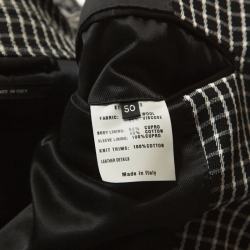 50
FABRIC: WOOL
VISCOSE
BODY LINING: CUPRO
COTTON
SLEEVE LINING: 100%CUPRO
KNIT TRIMS: 100%COTTON
LEATHER DETAILS
Made in Italy